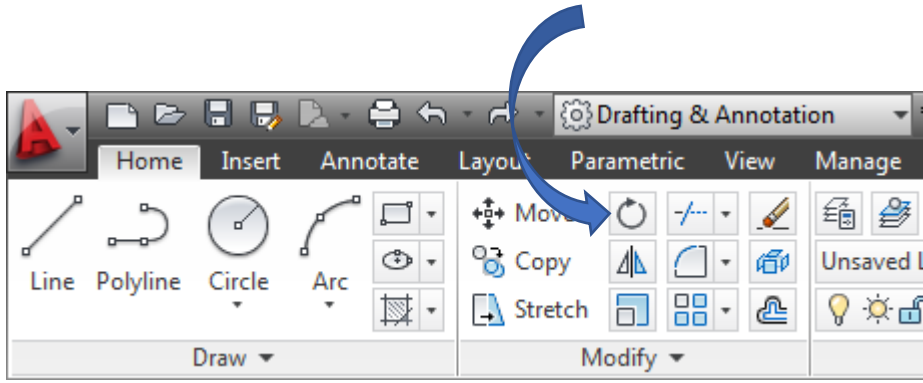 Drafting & Annotation
Home Insert Annotate Layout Parametric View Manage
Move
Line Polyline Circle Arc Copy Unsaved
Stretch
Draw Modify